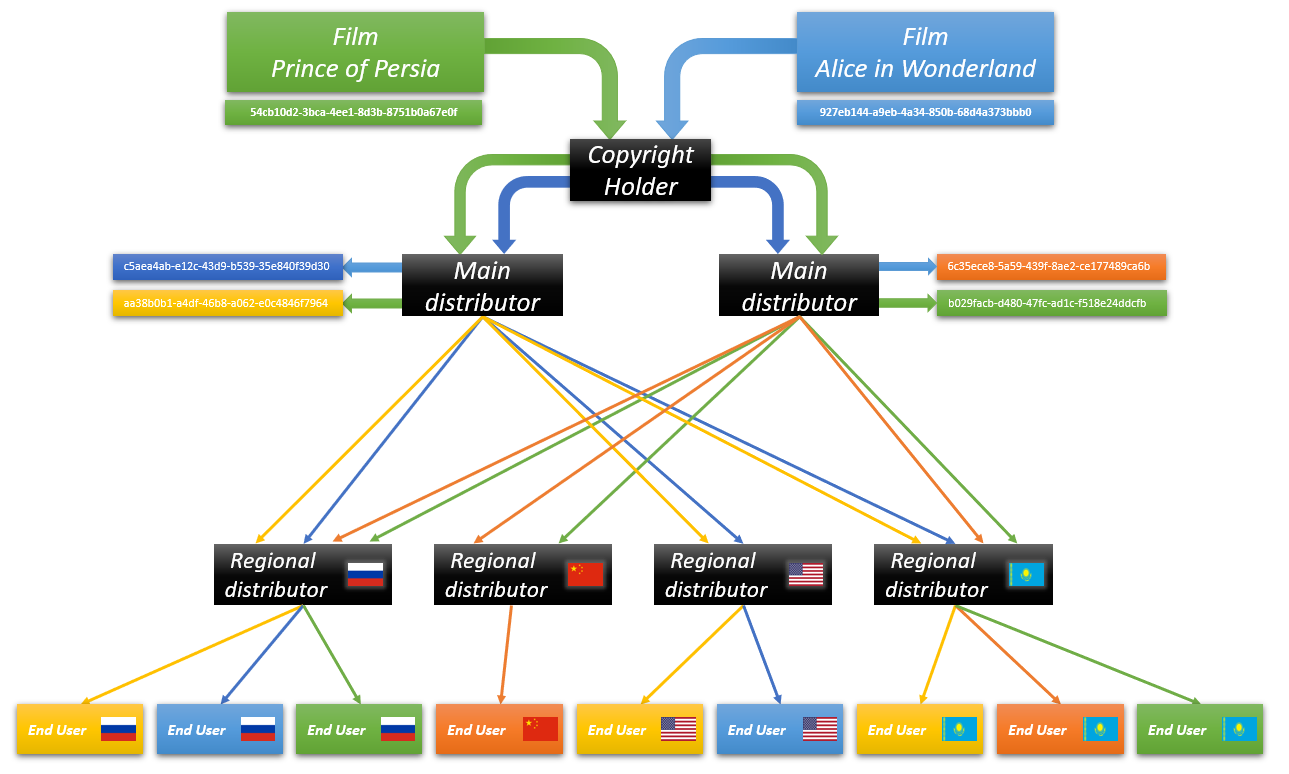 Film
Prince of Persia
54cb10d2-3bca-4ee1-8d3b-8751b0a67e0f
Film
Alice in Wonderland
927eb144-a9eb-4a34-850b-68d4a373bbb0
Copyright
Holder
c5aea4ab-e12c-43d9-b539-35e840f39d30
aa38b0b1-a4df-46b8-a062-e0c4846f7964
Main
distributor
Main
distributor
6c35ece8-5a59-439f-8ae2-ce177489ca6b
b029facb-d480-47fc-ad1c-f518e24ddcfb
Regional
distributor
Regional
distributor
Regional
distributor
Regional
distributor
End User
End User
End User
End User
End User
End User
End User
End User
End User